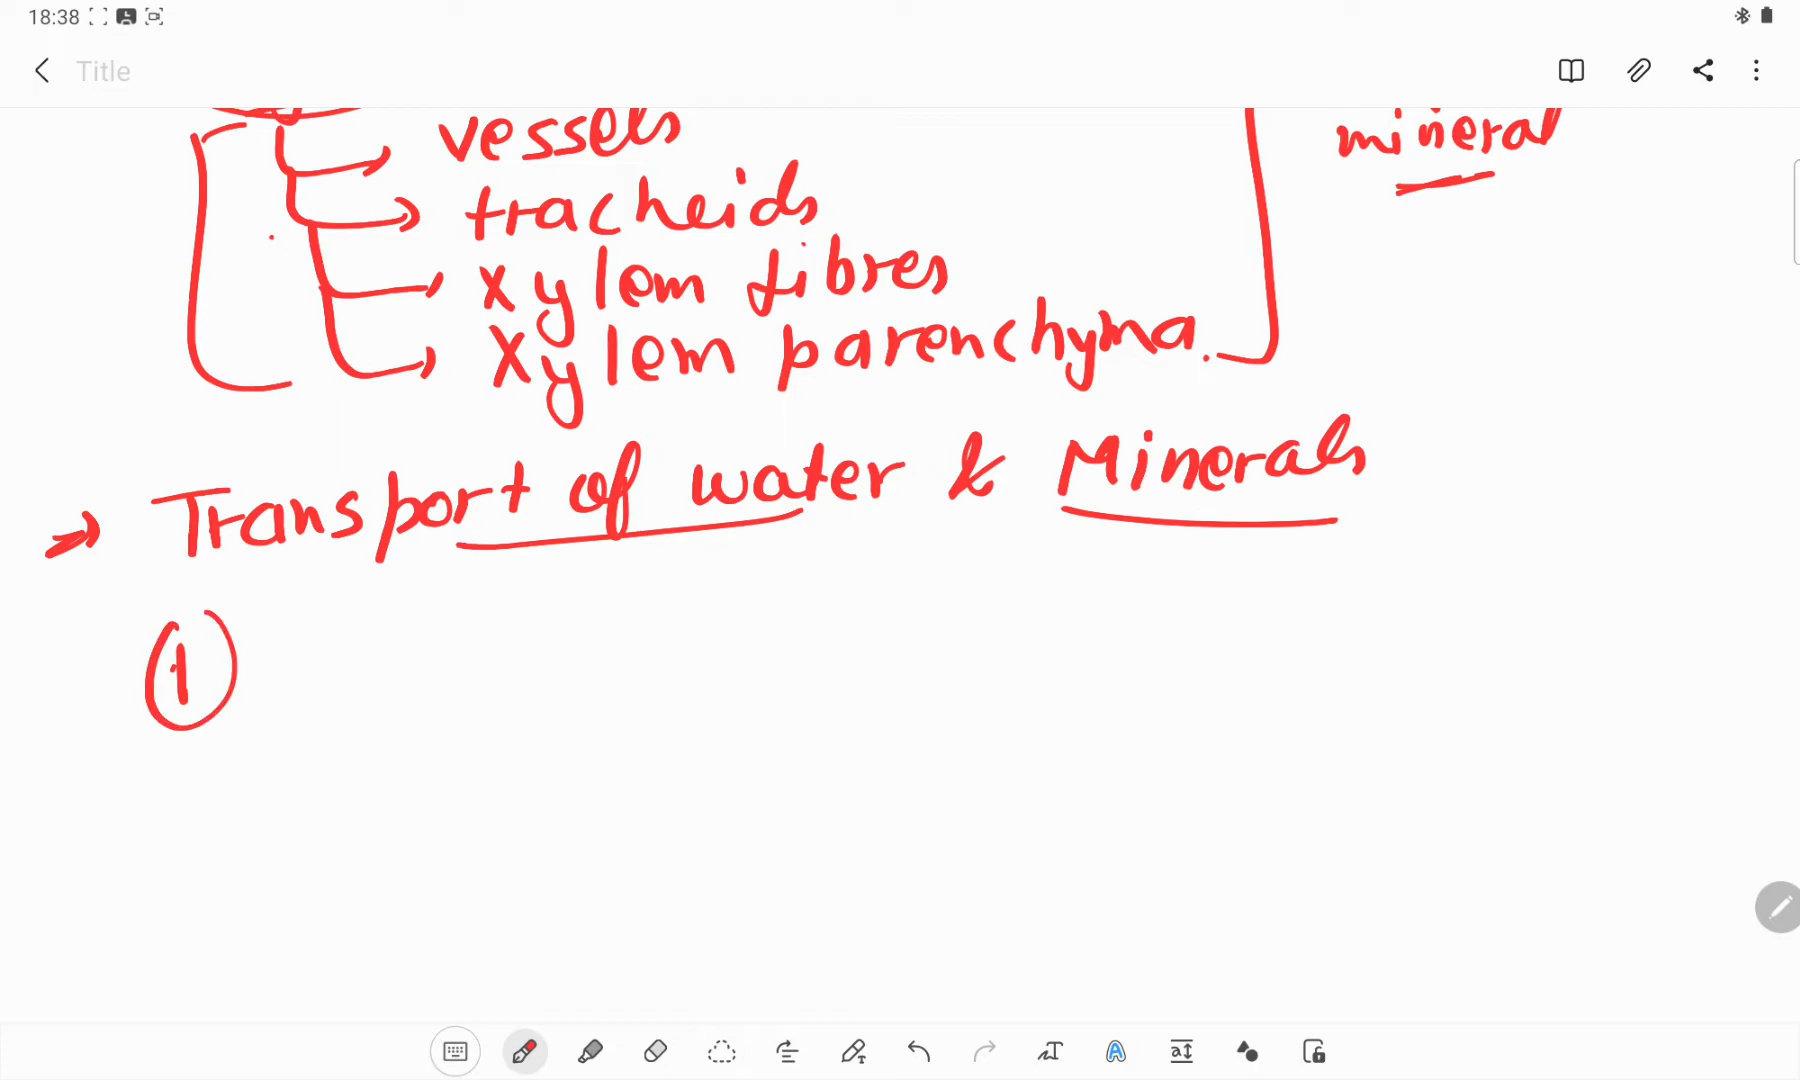 18:38
Title
vessels
mineral
tracheids
xylem fibres
xylem parenchyma.
→ Transport of water & Minerals
1